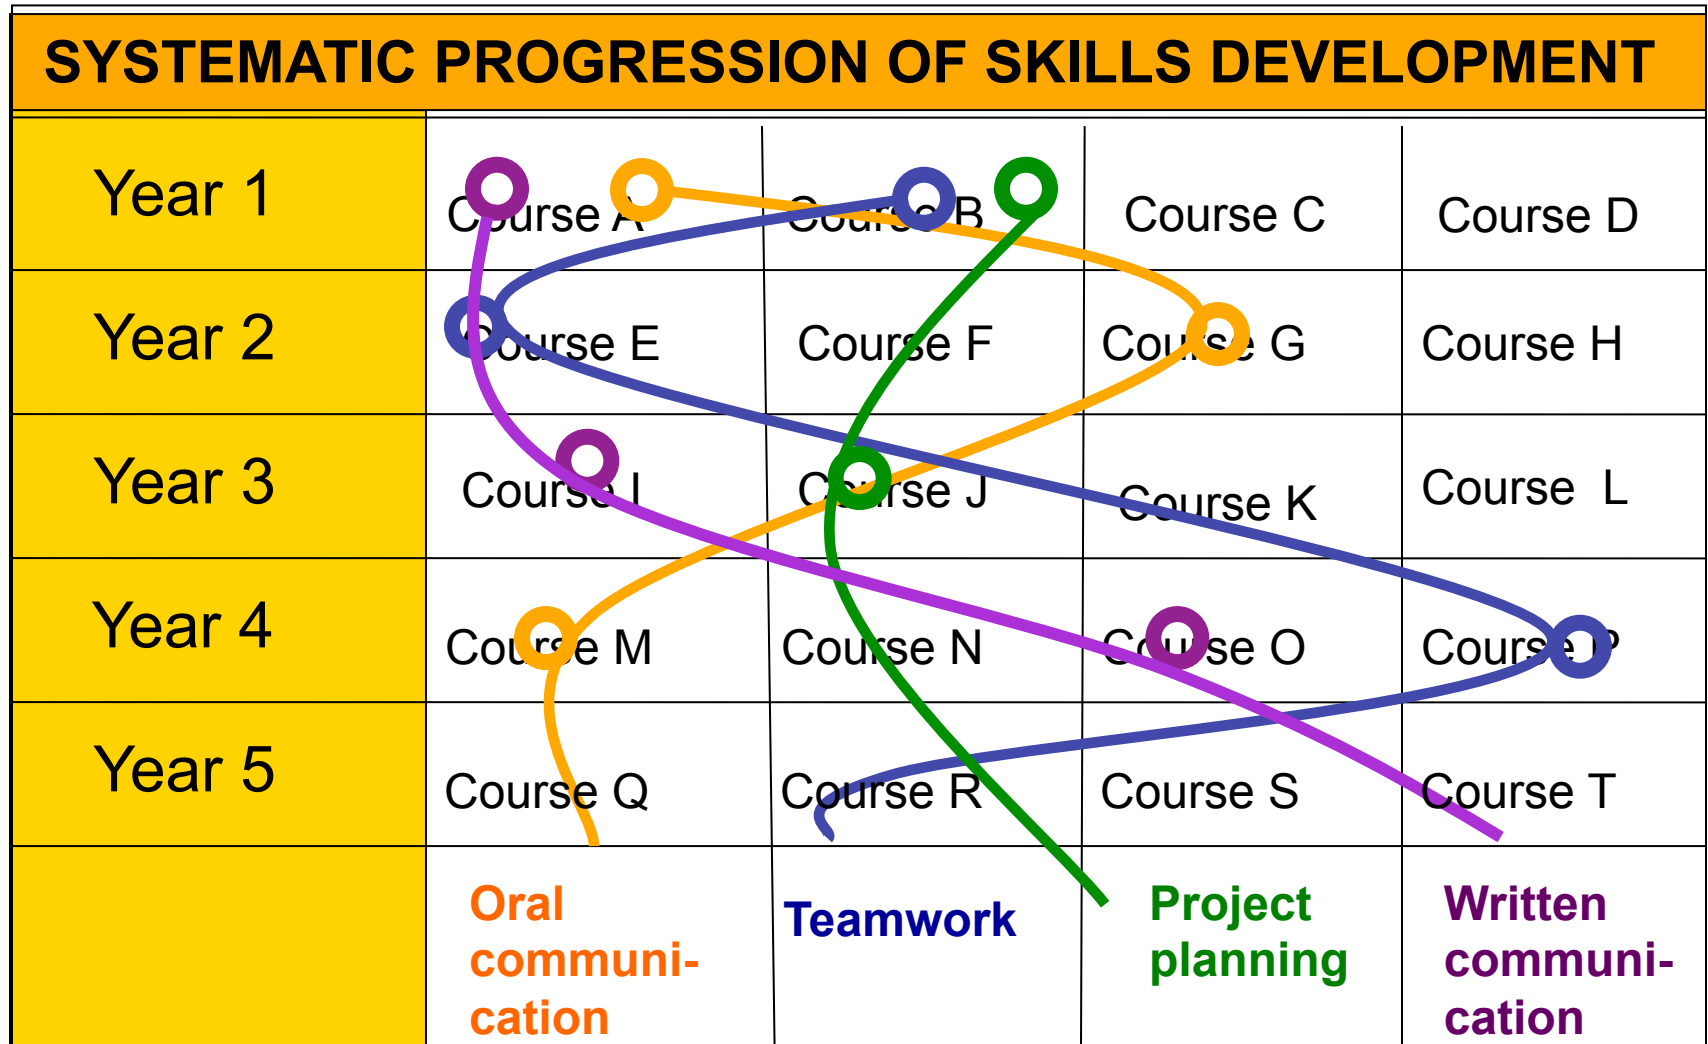 SYSTEMATIC PROGRESSION OF SKILLS DEVELOPMENT
Year 1
Course A
Course B
Course C
Course D
Year 2
Course E
Course F
Course G
Course H
Year 3
Course I
Course J
Course K
Course L
Year 4
Course M
Course N
Course O
Course P
Year 5
Course Q
Course R
Course S
Course T
Oral
communi-
cation
Teamwork
Project
planning
Written
communi-
cation